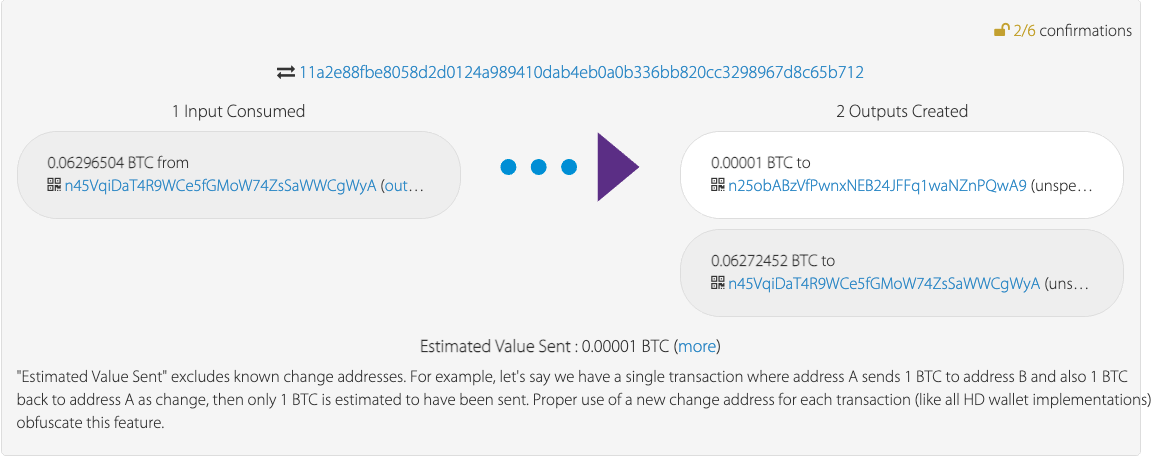 2/6 confirmations
11a2e88fbe8058d2d0124a989410dab4eb0a0b336bb820cc3298967d8c65b712
1 Input Consumed
2 Outputs Created
0.06296504 BTC from
n45VqiDaT4R9WCe5fGMoW74ZsSaWWCgWyA (out…
0.00001 BTC to
n25obABzVfPwnxNEB24JFFq1waNZnPQwA9 (unspe…
0.06272452 BTC to
n45VqiDaT4R9WCe5fGMoW74ZsSaWWCgWyA (uns…
Estimated Value Sent : 0.00001 BTC (more)
"Estimated Value Sent" excludes known change addresses. For example, let's say we have a single transaction where address A sends 1 BTC to address B and also 1 BTC
back to address A as change, then only 1 BTC is estimated to have been sent. Proper use of a new change address for each transaction (like all HD wallet implementations)
obfuscate this feature.